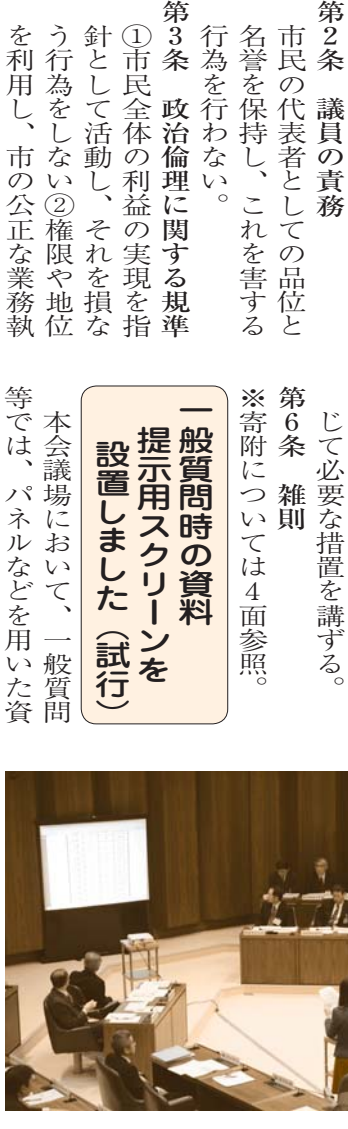 第2条　議員の責務
市民の代表者としての品位と
名誉を保持し、これを害する
行為を行わない。
第3条　政治倫理に関する規準
①市民全体の利益の実現を指
針として活動し、それを損な
う行為をしない②権限や地位
を利用し、市の公正な業務執
じて必要な措置を講ずる。
第6条　雑則
※寄附については4面参照。
一般質問時の資料
提示用スクリーンを
設置しました（試行）
本会議場において、一般質問
等では、パネルなどを用いた資